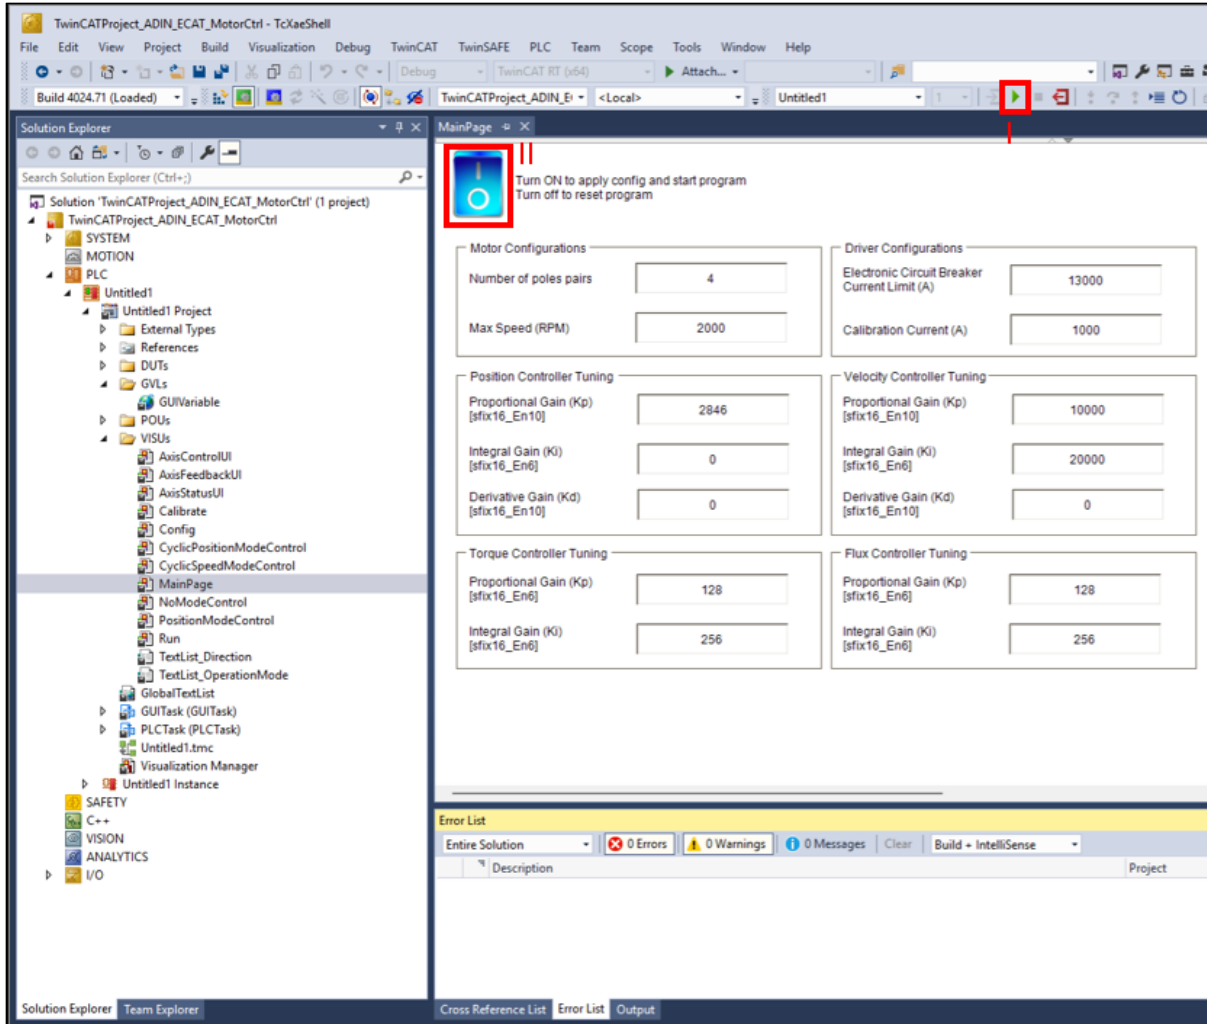 TwinCATProject_ADIN_ECAT_MotorCtrl - TcXaeShell
File Edit View Project Build Visualization Debug TwinCAT TwinSAFE PLC Team Scope Tools Window Help
Debug TwinCAT RT (x64) Attach...
Build 4024.71 (Loaded) TwinCATProject_ADIN_E <Local> Untitled1 1
Solution Explorer
Search Solution Explorer (Ctrl+;)
Solution 'TwinCATProject_ADIN_ECAT_MotorCtrl' (1 project)
TwinCATProject_ADIN_ECAT_MotorCtrl
SYSTEM
MOTION
PLC
Untitled1
Untitled1 Project
External Types
References
DUTs
GVLs
GUIVariable
POUs
VISUs
AxisControlUI
AxisFeedbackUI
AxisStatusUI
Calibrate
Config
CyclicPositionModeControl
CyclicSpeedModeControl
MainPage
NoModeControl
PositionModeControl
Run
TextList_Direction
TextList_OperationMode
GlobalTextList
GUITask (GUITask)
PLCTask (PLCTask)
Untitled1.tmc
Visualization Manager
Untitled1 Instance
SAFETY
C++
VISION
ANALYTICS
I/O
Solution Explorer Team Explorer
MainPage
Turn ON to apply config and start program
Turn off to reset program
Motor Configurations
Number of poles pairs 4
Max Speed (RPM) 2000
Driver Configurations
Electronic Circuit Breaker
Current Limit (A) 13000
Calibration Current (A) 1000
Position Controller Tuning
Proportional Gain (Kp)
[sfix16_En10] 2846
Integral Gain (Ki)
[sfix16_En6] 0
Derivative Gain (Kd)
[sfix16_En10] 0
Velocity Controller Tuning
Proportional Gain (Kp)
[sfix16_En10] 10000
Integral Gain (Ki)
[sfix16_En6] 20000
Derivative Gain (Kd)
[sfix16_En10] 0
Torque Controller Tuning
Proportional Gain (Kp)
[sfix16_En6] 128
Integral Gain (Ki)
[sfix16_En6] 256
Flux Controller Tuning
Proportional Gain (Kp)
[sfix16_En6] 128
Integral Gain (Ki)
[sfix16_En6] 256
Error List
Entire Solution 0 Errors 0 Warnings 0 Messages Clear Build + IntelliSense
Description Project
Cross Reference List Error List Output